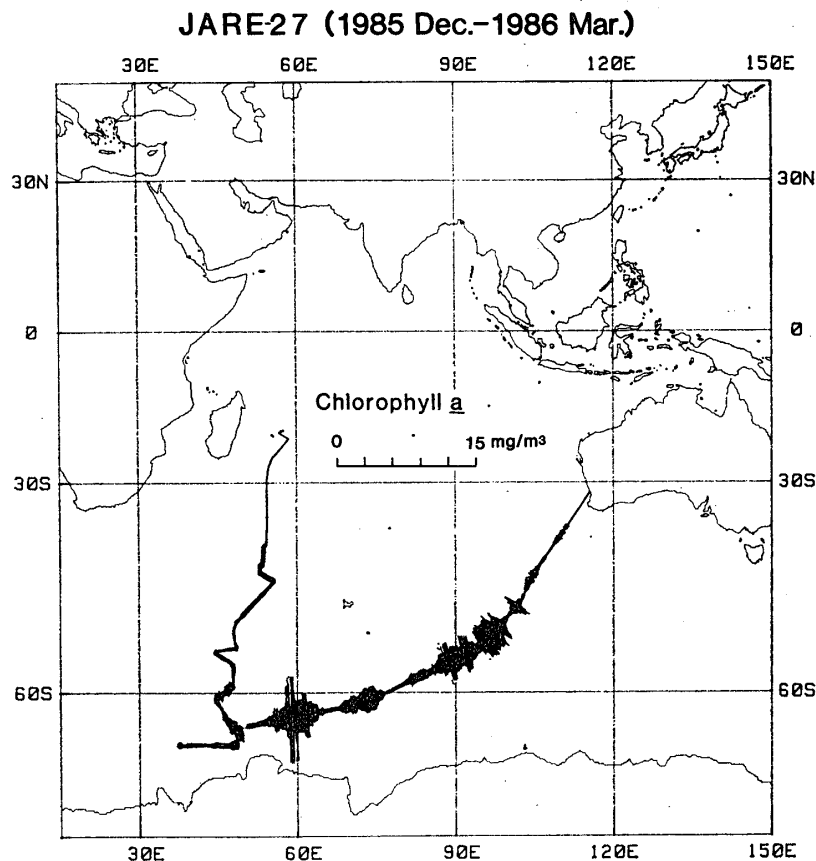 JARE-27 (1985 Dec.-1986 Mar.)
30E 60E 90E 120E 150E
30N 30N
0 0
Chlorophyll a
0 15 mg/m³
30S 30S
60S 60S
30E 60E 90E 120E 150E